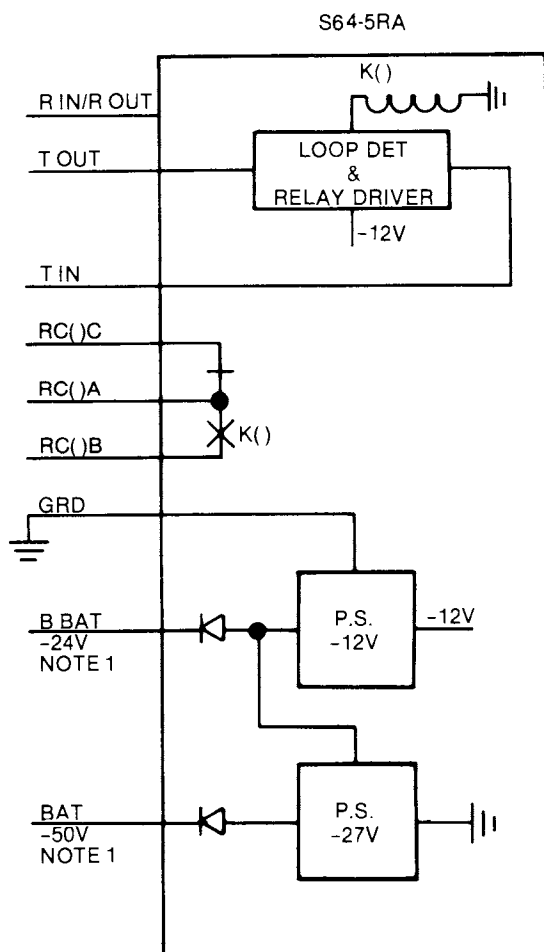 S64-5RA
K()
R IN/R OUT
LOOP DET
&
RELAY DRIVER
T OUT
-12V
T IN
RC()C
RC()A
K()
RC()B
GRD
B BAT
-24V
NOTE 1
P.S.
-12V
-12V
BAT
-50V
NOTE 1
P.S.
-27V